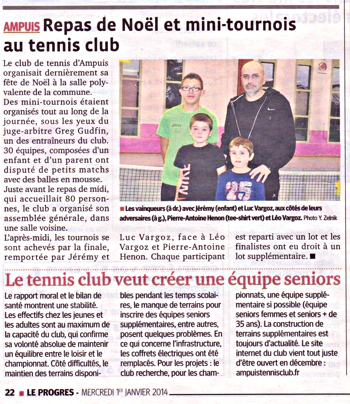 AMPUIS Repas de Noël et mini-tournois
au tennis club
Le club de tennis d'Ampuis
organisait dernièrement sa
fête de Noël à la salle poly-
valente de la commune.
Des mini-tournois étaient
organisés tout au long de la
journée, sous les yeux du
juge-arbitre Greg Gudfin,
un des entraîneurs du club.
30 équipes, composées d'un
enfant et d'un parent ont
disputé de petits matchs
avec des balles en mousse.
Juste avant le repas de midi,
qui accueillait 80 person-
nes, le club a organisé son
assemblée générale, dans
une salle voisine.
L'après-midi, les tournois se
sont achevés par la finale,
remportée par Jérémy et
■ Les vainqueurs (à dr.) avec Jérémy (enfant) et Luc Vargoz, aux côtés de leurs
adversaires (à g.), Pierre-Antoine Henon (tee-shirt vert) et Léo Vargoz. Photo Y. Zelnik
Luc Vargoz, face à Léo
Vargoz et Pierre-Antoine
Henon. Chaque participant
est reparti avec un lot et les
finalistes ont eu droit à un
lot supplémentaire. ■
Le tennis club veut créer une équipe seniors
Le rapport moral et le bilan de
santé montrent une stabilité.
Les effectifs chez les jeunes et
les adultes sont au maximum de
la capacité du club, qui confirme
sa volonté absolue de maintenir
un équilibre entre le loisir et le
championnat. Côté difficultés,
le maintien des terrains disponi-
bles pendant les temps scolai-
res, le manque de terrains pour
inscrire des équipes seniors
supplémentaires, entre autres,
posent quelques problèmes. En
ce qui concerne l'infrastructure,
les coffrets électriques ont été
remplacés. Pour les projets : le
club recherche, pour les cham-
pionnats, une équipe supplé-
mentaire si possible (équipe
seniors femmes et seniors + de
35 ans). La construction de
terrains supplémentaires est
toujours d'actualité. Le site
internet du club vient tout juste
d'être ouvert en décembre :
ampuistennisclub.fr
22 ■ LE PROGRES - MERCREDI 1er JANVIER 2014